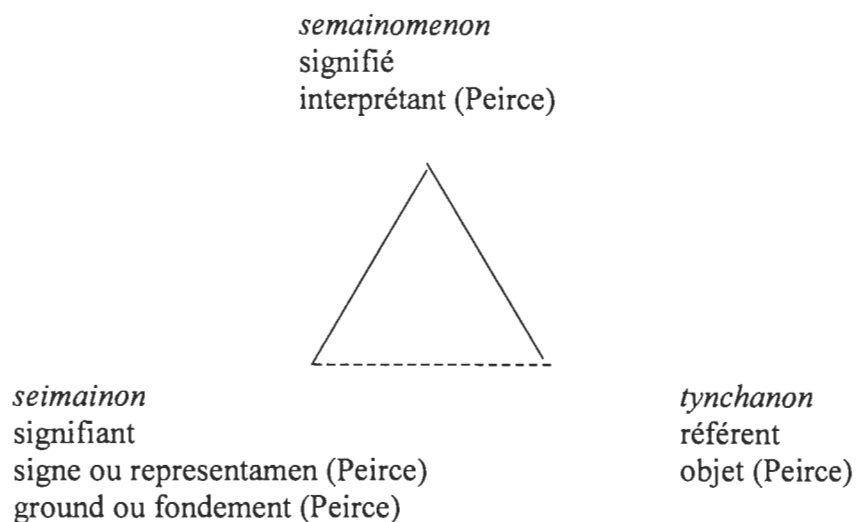 semainomenon
signifié
interprétant (Peirce)
seimainon
signifiant
signe ou representamen (Peirce)
ground ou fondement (Peirce)
tynchanon
référent
objet (Peirce)